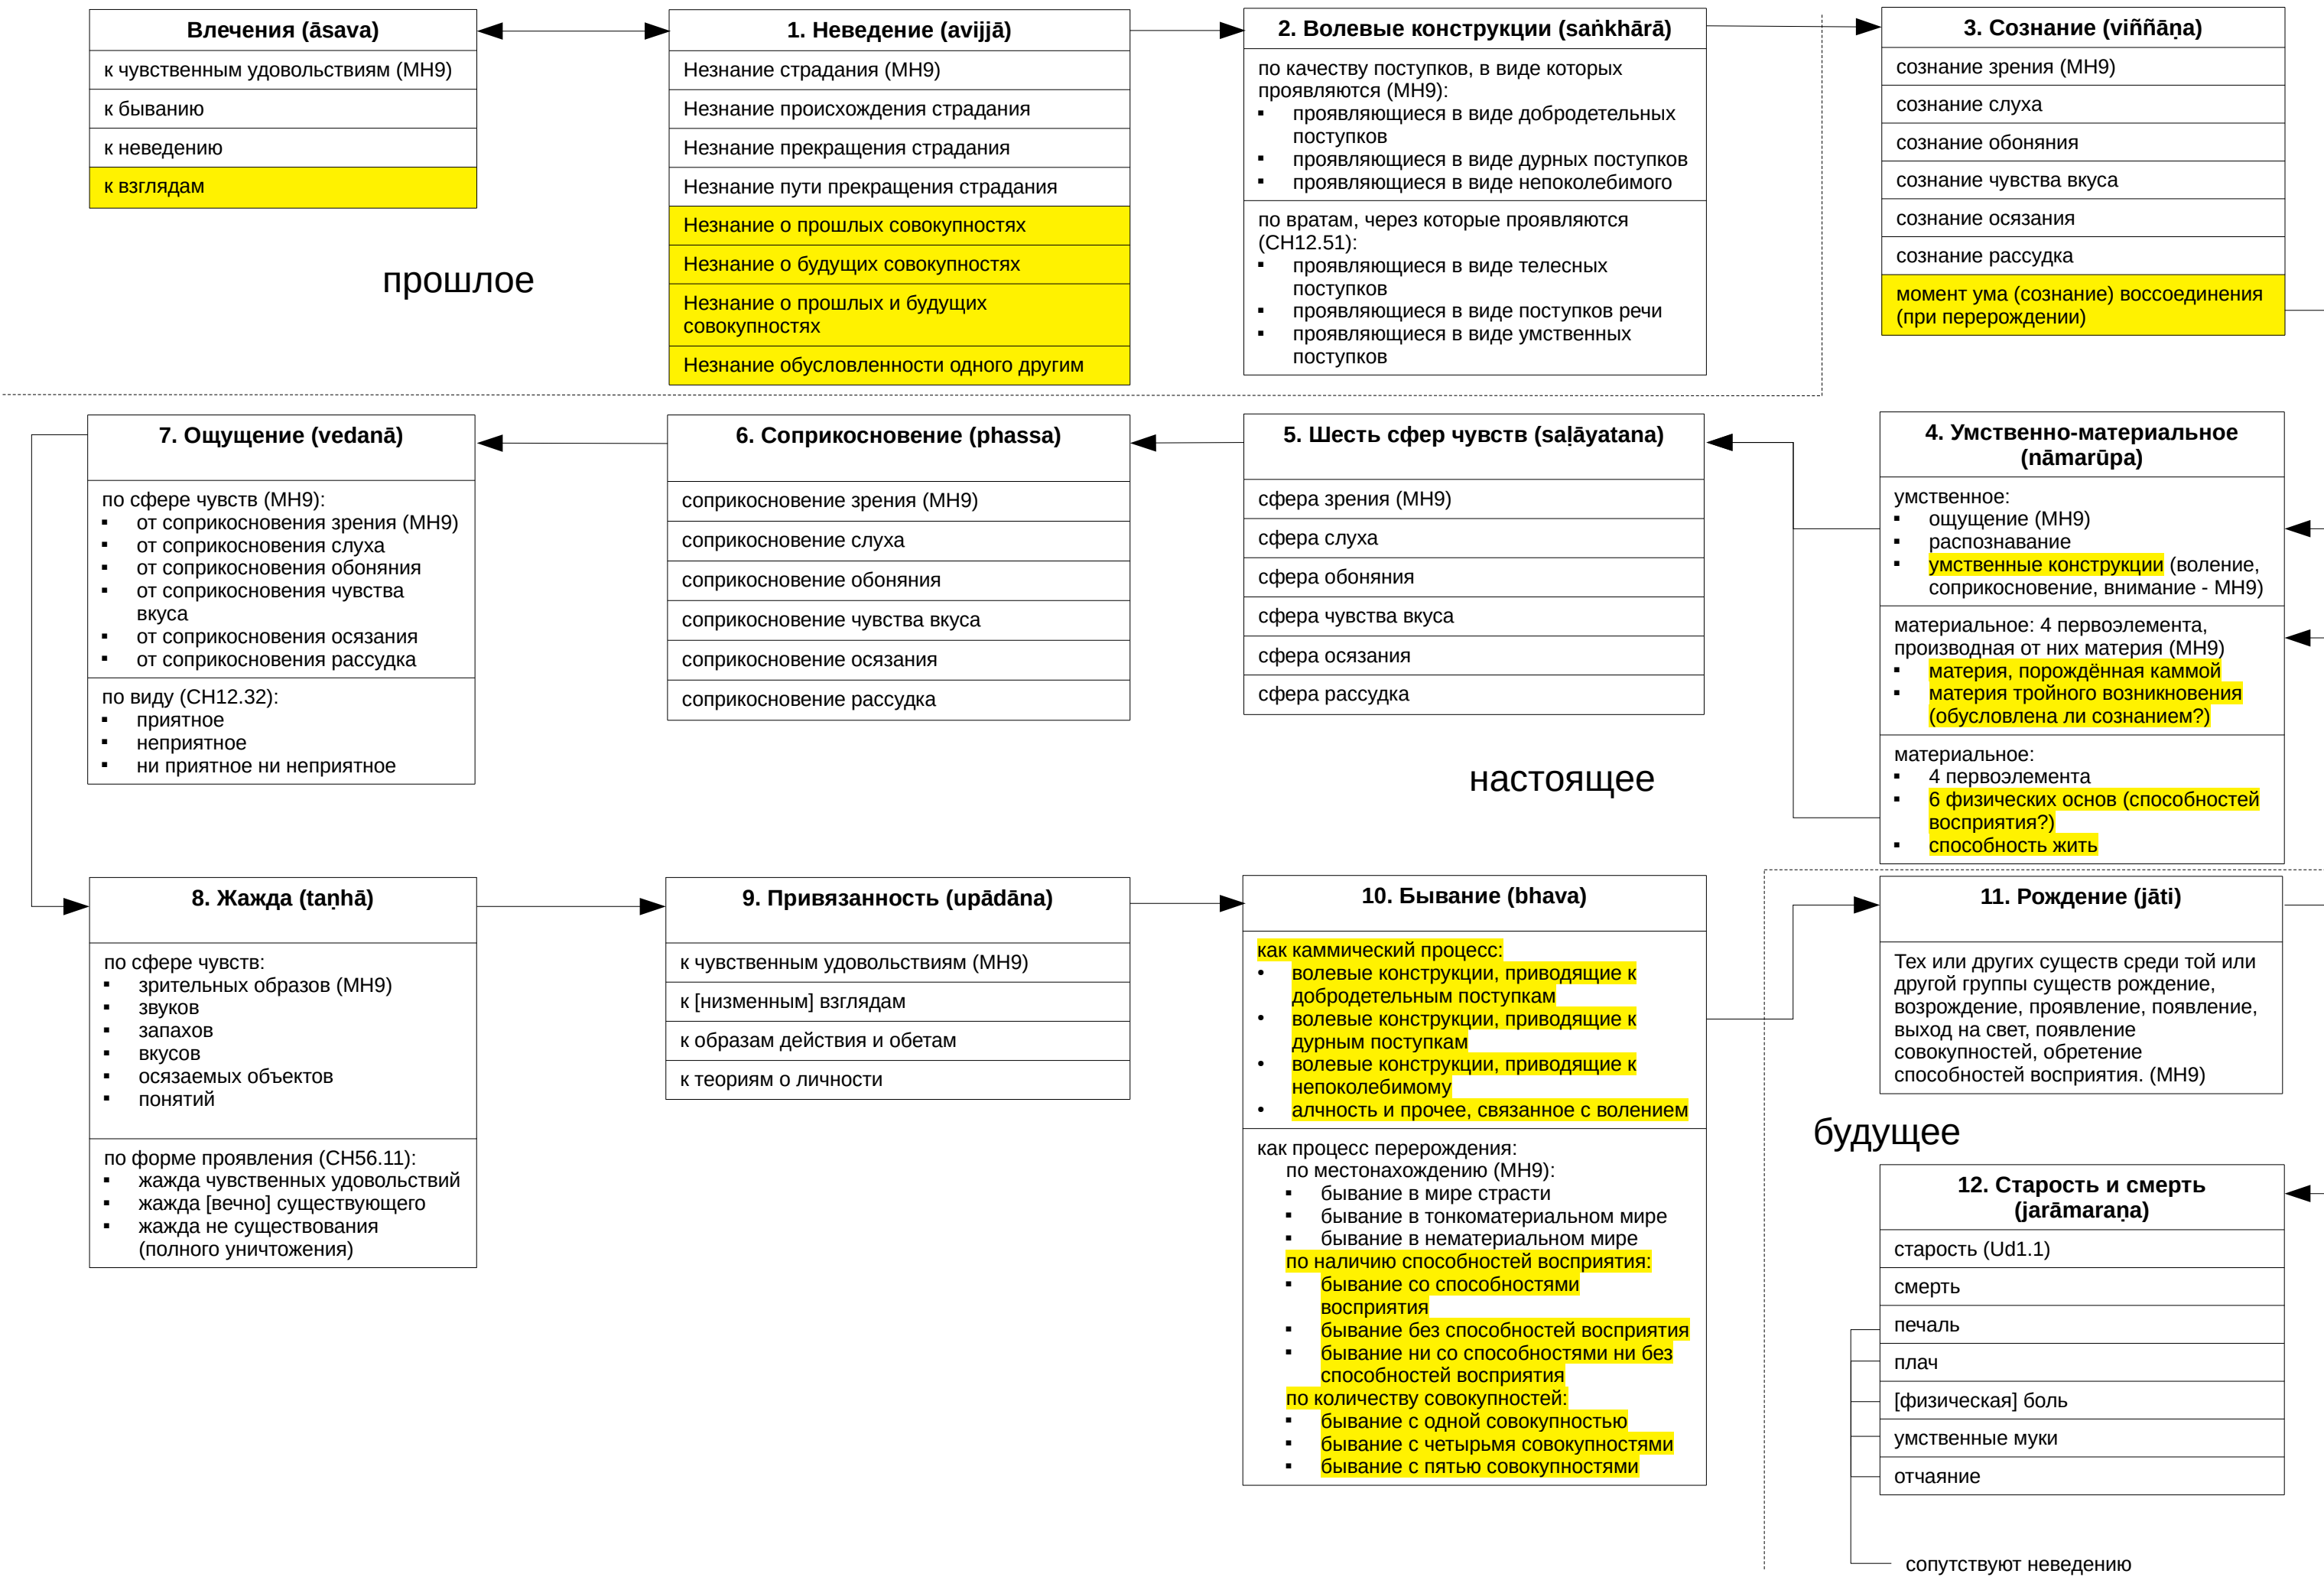 Влечения (āsava)
к чувственным удовольствиям (МН9)
к быванию
к неведению
к взглядам
1. Неведение (avijjā)
Незнание страдания (МН9)
Незнание происхождения страдания
Незнание прекращения страдания
Незнание пути прекращения страдания
Незнание о прошлых совокупностях
Незнание о будущих совокупностях
Незнание о прошлых и будущих
совокупностях
Незнание обусловленности одного другим
2. Волевые конструкции (saṅkhārā)
по качеству поступков, в виде которых
проявляются (МН9):
▪ проявляющиеся в виде добродетельных
поступков
▪ проявляющиеся в виде дурных поступков
▪ проявляющиеся в виде непоколебимого
по вратам, через которые проявляются
(СН12.51):
▪ проявляющиеся в виде телесных
поступков
▪ проявляющиеся в виде поступков речи
▪ проявляющиеся в виде умственных
поступков
3. Сознание (viññāṇa)
сознание зрения (МН9)
сознание слуха
сознание обоняния
сознание чувства вкуса
сознание осязания
сознание рассудка
момент ума (сознание) воссоединения
(при перерождении)
прошлое
7. Ощущение (vedanā)
по сфере чувств (МН9):
▪ от соприкосновения зрения (МН9)
▪ от соприкосновения слуха
▪ от соприкосновения обоняния
▪ от соприкосновения чувства
вкуса
▪ от соприкосновения осязания
▪ от соприкосновения рассудка
по виду (СН12.32):
▪ приятное
▪ неприятное
▪ ни приятное ни неприятное
6. Соприкосновение (phassa)
соприкосновение зрения (МН9)
соприкосновение слуха
соприкосновение обоняния
соприкосновение чувства вкуса
соприкосновение осязания
соприкосновение рассудка
5. Шесть сфер чувств (saḷāyatana)
сфера зрения (МН9)
сфера слуха
сфера обоняния
сфера чувства вкуса
сфера осязания
сфера рассудка
4. Умственно-материальное
(nāmarūpa)
умственное:
▪ ощущение (МН9)
▪ распознавание
▪ умственные конструкции (воление,
соприкосновение, внимание - МН9)
материальное: 4 первоэлемента,
производная от них материя (МН9)
▪ материя, порождённая каммой
▪ материя тройного возникновения
(обусловлена ли сознанием?)
материальное:
▪ 4 первоэлемента
▪ 6 физических основ (способностей
восприятия?)
▪ способность жить
настоящее
8. Жажда (taṇhā)
по сфере чувств:
▪ зрительных образов (МН9)
▪ звуков
▪ запахов
▪ вкусов
▪ осязаемых объектов
▪ понятий
по форме проявления (СН56.11):
▪ жажда чувственных удовольствий
▪ жажда [вечно] существующего
▪ жажда не существования
(полного уничтожения)
9. Привязанность (upādāna)
к чувственным удовольствиям (МН9)
к [низменным] взглядам
к образам действия и обетам
к теориям о личности
10. Бывание (bhava)
как каммический процесс:
• волевые конструкции, приводящие к
добродетельным поступкам
• волевые конструкции, приводящие к
дурным поступкам
• волевые конструкции, приводящие к
непоколебимому
• алчность и прочее, связанное с волением
как процесс перерождения:
по местонахождению (МН9):
▪ бывание в мире страсти
▪ бывание в тонкоматериальном мире
▪ бывание в нематериальном мире
по наличию способностей восприятия:
▪ бывание со способностями
восприятия
▪ бывание без способностей восприятия
▪ бывание ни со способностями ни без
способностей восприятия
по количеству совокупностей:
▪ бывание с одной совокупностью
▪ бывание с четырьмя совокупностями
▪ бывание с пятью совокупностями
11. Рождение (jāti)
Тех или других существ среди той или
другой группы существ рождение,
возрождение, проявление, появление,
выход на свет, появление
совокупностей, обретение
способностей восприятия. (МН9)
будущее
12. Старость и смерть
(jarāmaraṇa)
старость (Ud1.1)
смерть
печаль
плач
[физическая] боль
умственные муки
отчаяние
сопутствуют неведению